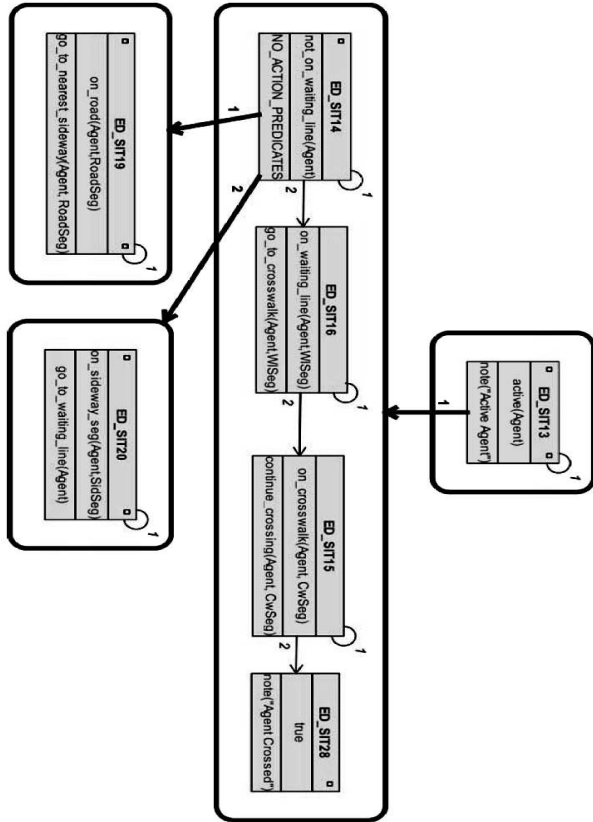 ED_SIT13
active(Agent)
note("Active Agent")
1
1
ED_SIT14
not_on_waiting_line(Agent)
NO_ACTION_PREDICATES
1
2
1
2
ED_SIT16
on_waiting_line(Agent,WlSeg)
go_to_crosswalk(Agent,WlSeg)
1
2
ED_SIT15
on_crosswalk(Agent, CwSeg)
continue_crossing(Agent, CwSeg)
1
2
ED_SIT28
true
note("Agent Crossed")
ED_SIT19
on_road(Agent,RoadSeg)
go_to_nearest_sideway(Agent, RoadSeg)
1
ED_SIT20
on_sideway_seg(Agent,SidSeg)
go_to_waiting_line(Agent)
1